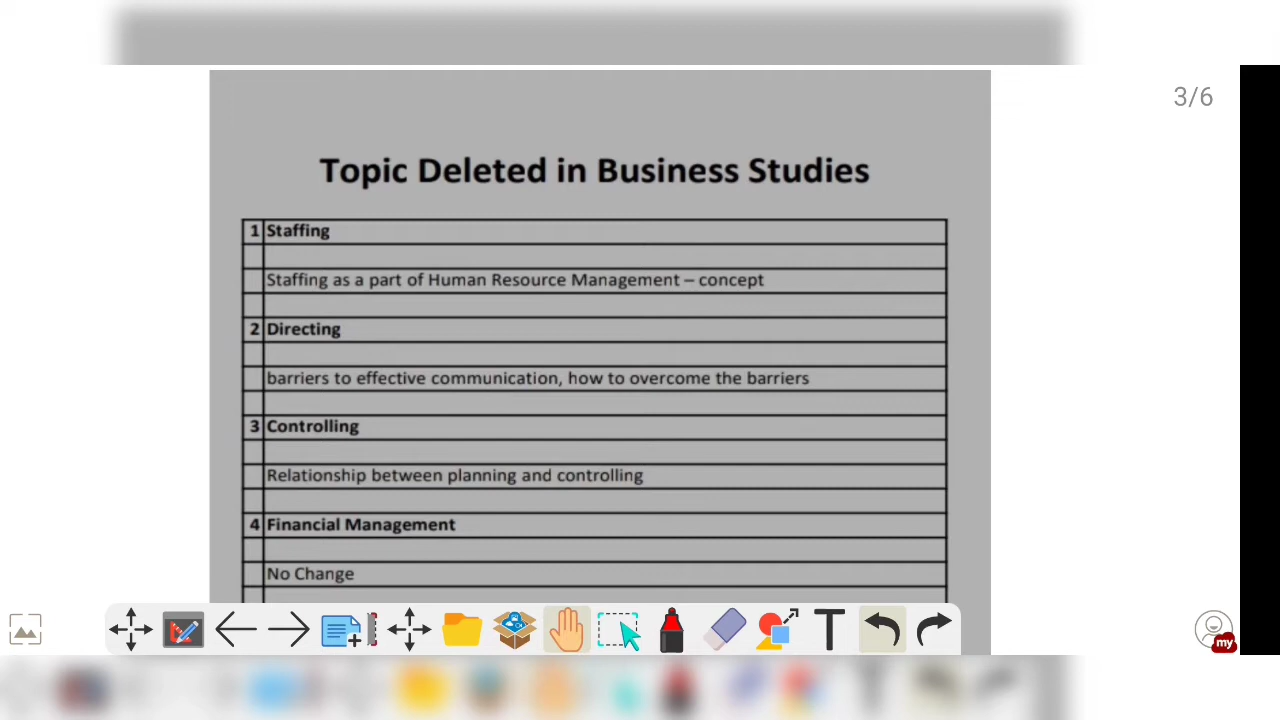 3/6
Topic Deleted in Business Studies
1 Staffing
Staffing as a part of Human Resource Management – concept
2 Directing
barriers to effective communication, how to overcome the barriers
3 Controlling
Relationship between planning and controlling
4 Financial Management
No Change
T
my